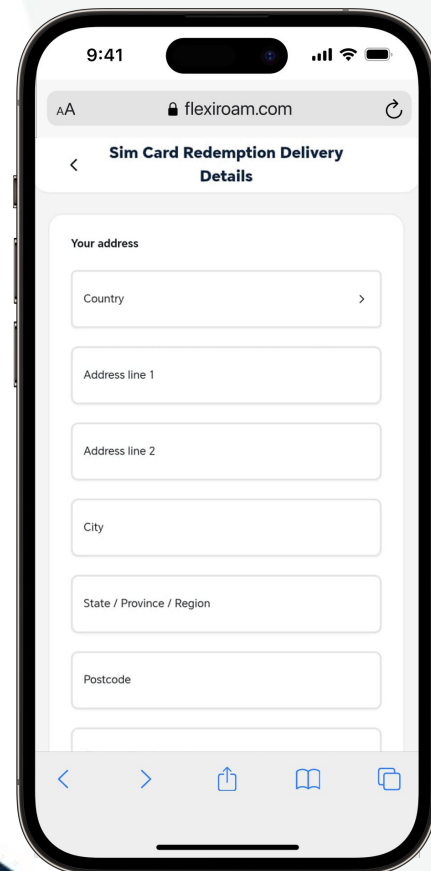 9:41
AA
flexiroam.com
Sim Card Redemption Delivery
Details
Your address
Country
Address line 1
Address line 2
City
State / Province / Region
Postcode